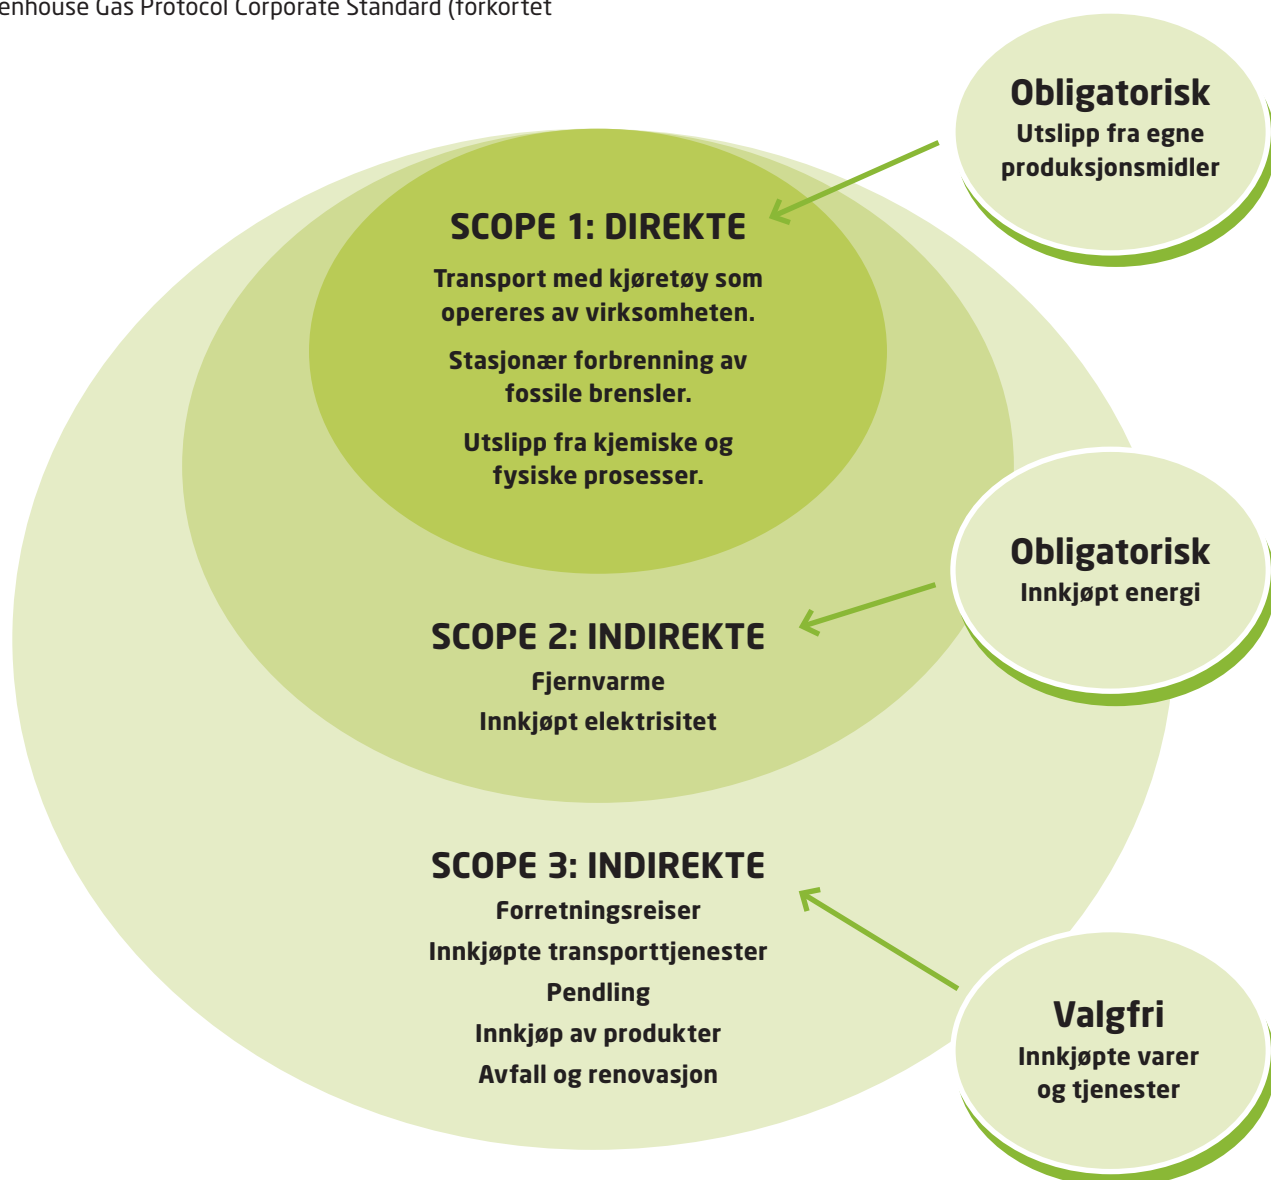 enhouse Gas Protocol Corporate Standard (forkortet
Obligatorisk
Utslipp fra egne
produksjonsmidler
SCOPE 1: DIREKTE
Transport med kjøretøy som
opereres av virksomheten.
Stasjonær forbrenning av
fossile brensler.
Utslipp fra kjemiske og
fysiske prosesser.
Obligatorisk
Innkjøpt energi
SCOPE 2: INDIREKTE
Fjernvarme
Innkjøpt elektrisitet
SCOPE 3: INDIREKTE
Forretningsreiser
Innkjøpte transporttjenester
Pendling
Innkjøp av produkter
Avfall og renovasjon
Valgfri
Innkjøpte varer
og tjenester